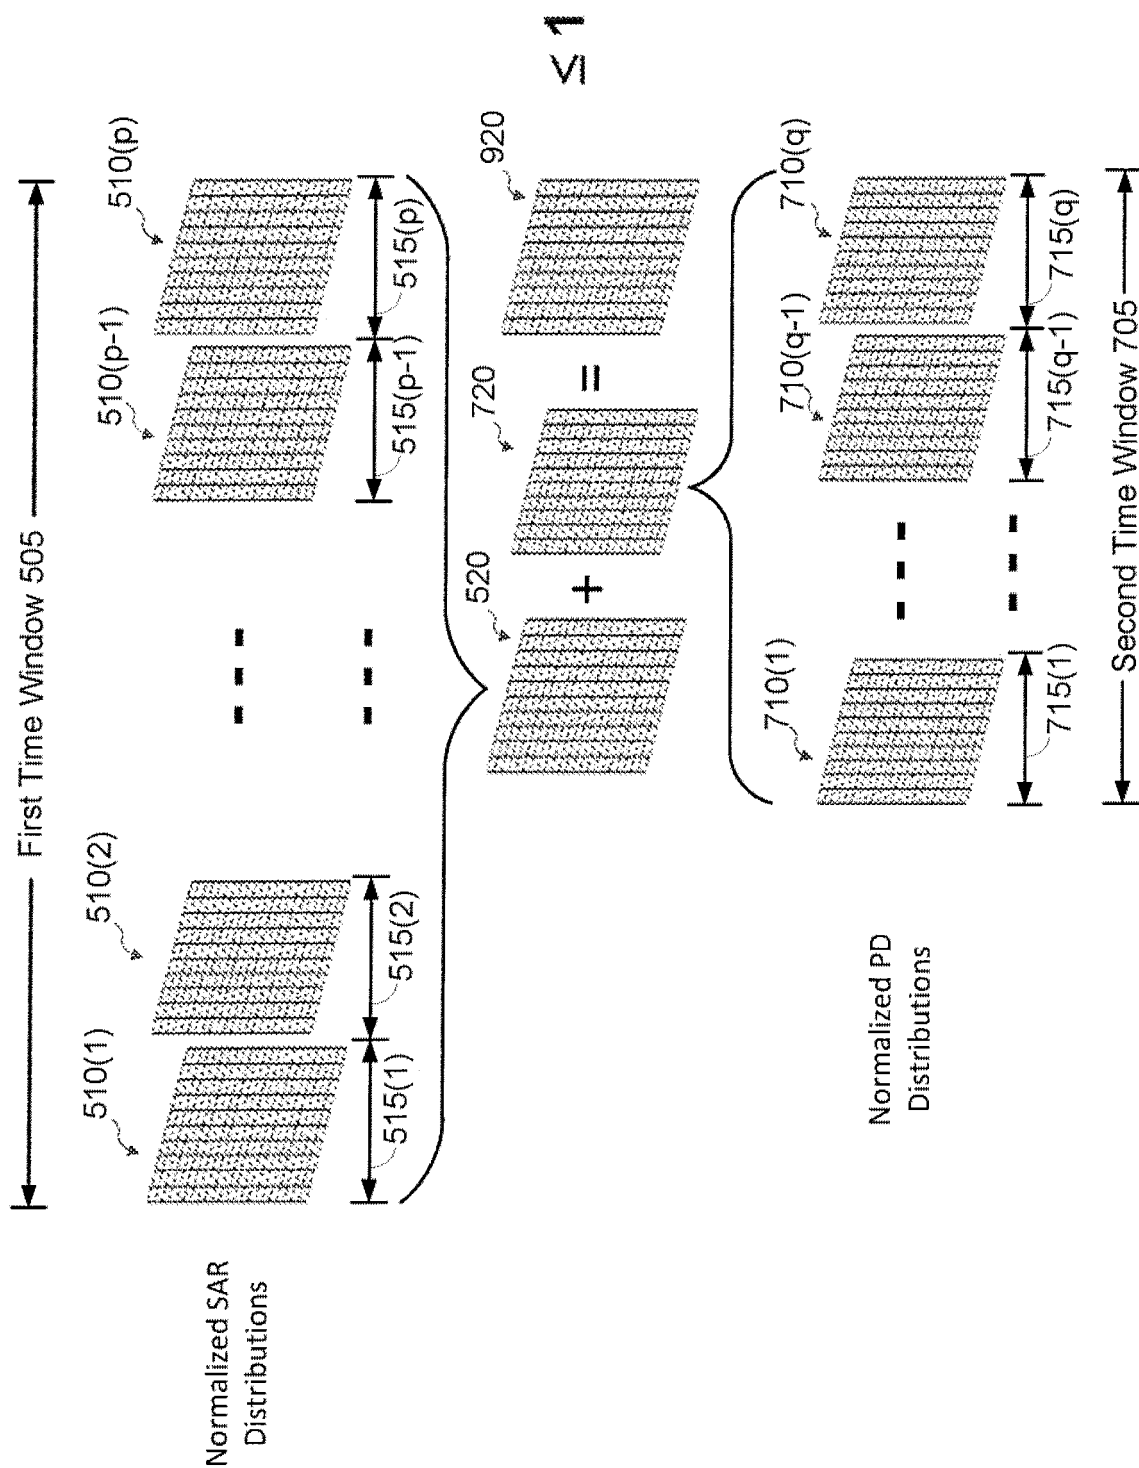 First Time Window 505
510(1)
510(2)
510(p-1)
510(p)
Normalized SAR
Distributions
515(1)
515(2)
515(p-1)
515(p)
520
+
720
=
920
≤ 1
710(1)
710(q-1)
710(q)
Normalized PD
Distributions
715(1)
715(q-1)
715(q)
Second Time Window 705